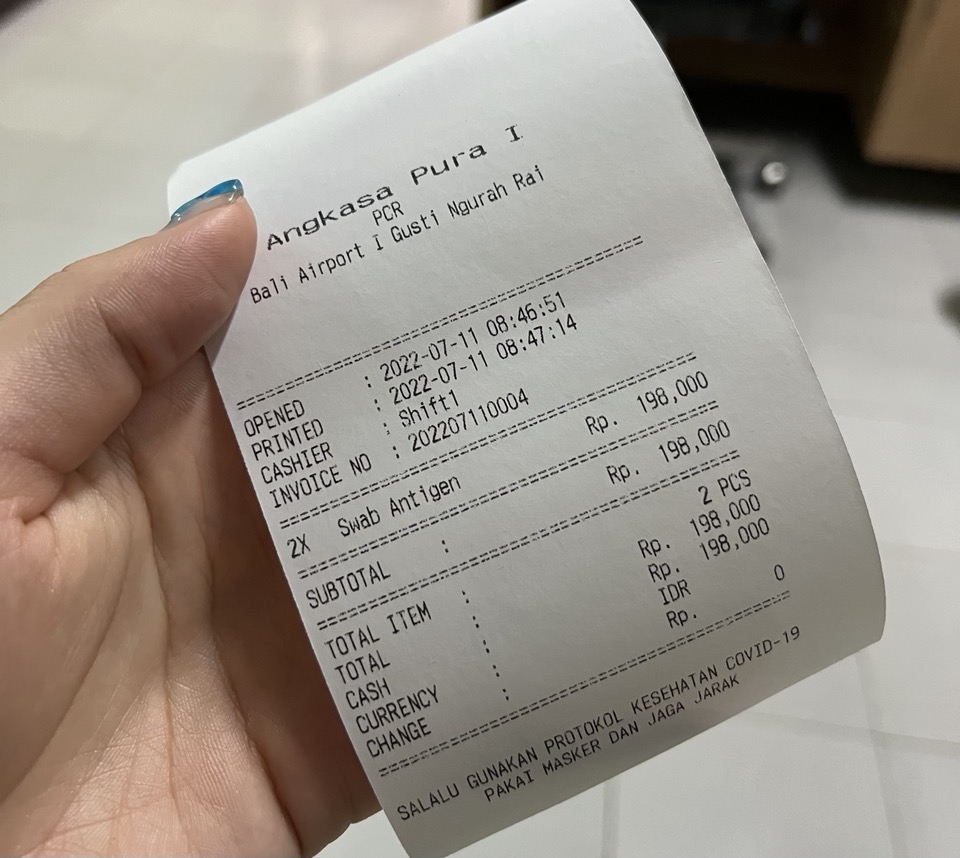 Angkasa Pura I
PCR
Bali Airport I Gusti Ngurah Rai
OPENED : 2022-07-11 08:46:51
PRINTED : 2022-07-11 08:47:14
CASHIER : Shift1
INVOICE NO : 202207110004
2X Swab Antigen Rp. 198,000
SUBTOTAL : Rp. 198,000
TOTAL ITEM : 2 PCS
TOTAL : Rp. 198,000
CASH : Rp. 198,000
CURRENCY : IDR
CHANGE : Rp. 0
SALALU GUNAKAN PROTOKOL KESEHATAN COVID-19
PAKAI MASKER DAN JAGA JARAK